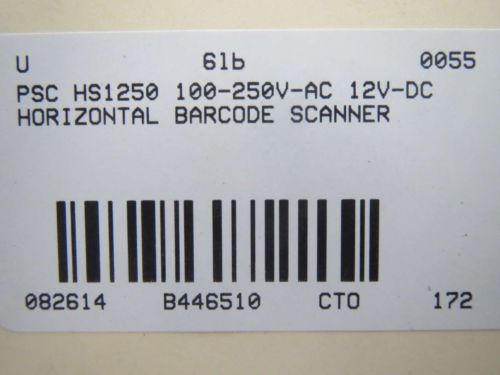 U 6lb 0055
PSC HS1250 100-250V-AC 12V-DC
HORIZONTAL BARCODE SCANNER
082614 B446510 CTO 172